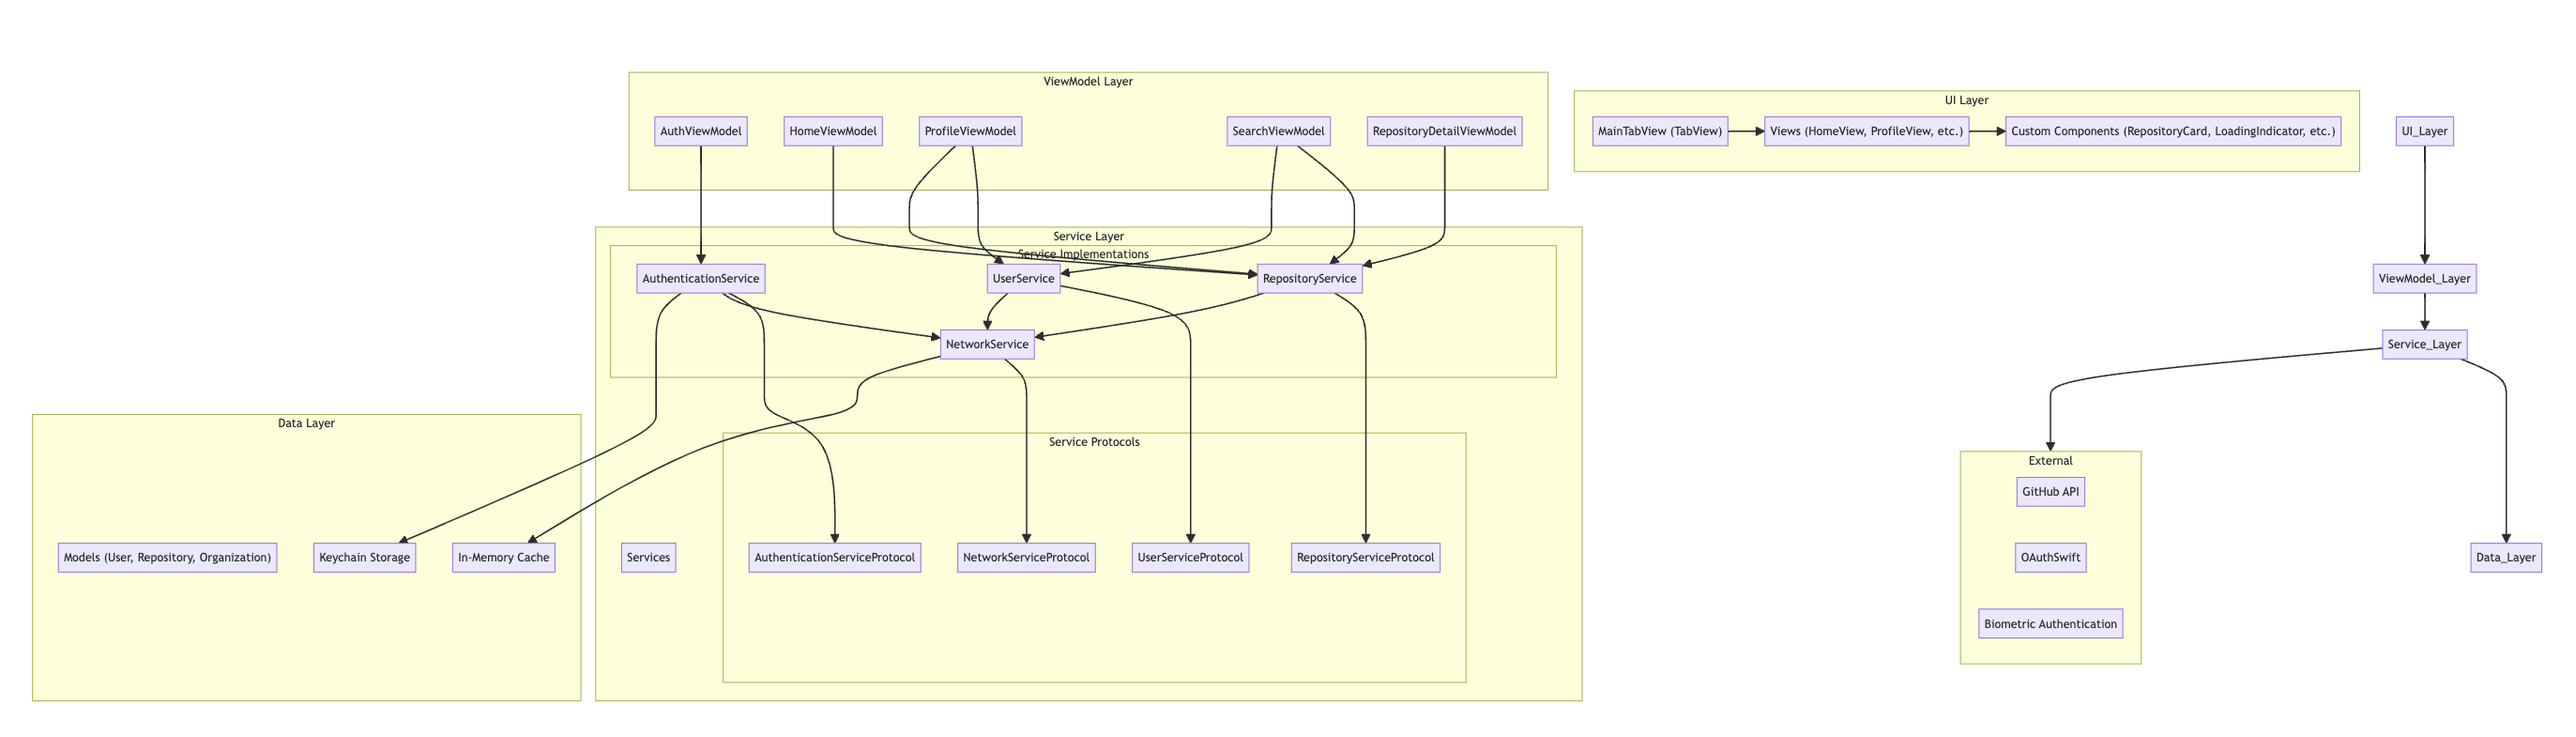 ViewModel Layer
AuthViewModel
HomeViewModel
ProfileViewModel
SearchViewModel
RepositoryDetailViewModel
UI Layer
MainTabView (TabView)
Views (HomeView, ProfileView, etc.)
Custom Components (RepositoryCard, LoadingIndicator, etc.)
UI_Layer
Service Layer
Service Implementations
AuthenticationService
UserService
RepositoryService
NetworkService
ViewModel_Layer
Service_Layer
Data Layer
Models (User, Repository, Organization)
Keychain Storage
In-Memory Cache
Services
Service Protocols
AuthenticationServiceProtocol
NetworkServiceProtocol
UserServiceProtocol
RepositoryServiceProtocol
External
GitHub API
OAuthSwift
Biometric Authentication
Data_Layer